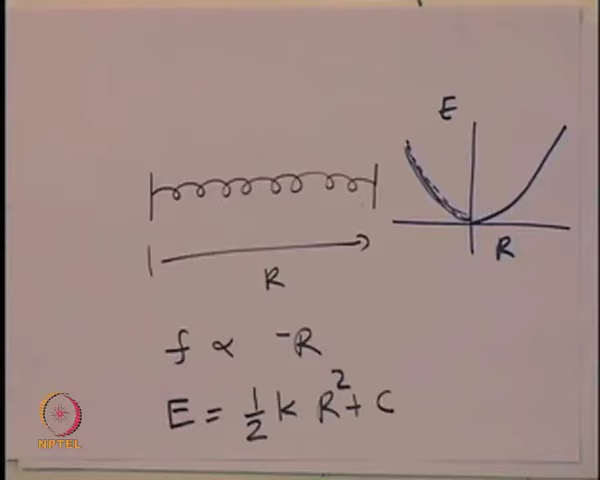 E
R
R
f ∝ -R
E = 1/2 k R² + C
NPTEL